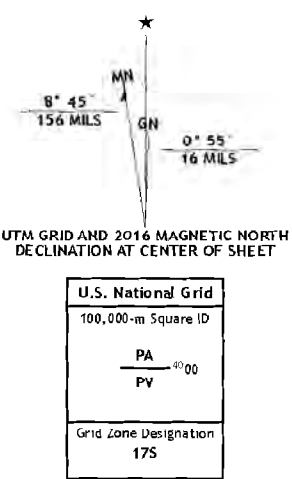 ★
MN
8° 45´
156 MILS
GN
0° 55´
16 MILS
UTM GRID AND 2016 MAGNETIC NORTH
DECLINATION AT CENTER OF SHEET
U.S. National Grid
100,000-m Square ID
PA
⁴⁰00
PV
Grid Zone Designation
17S